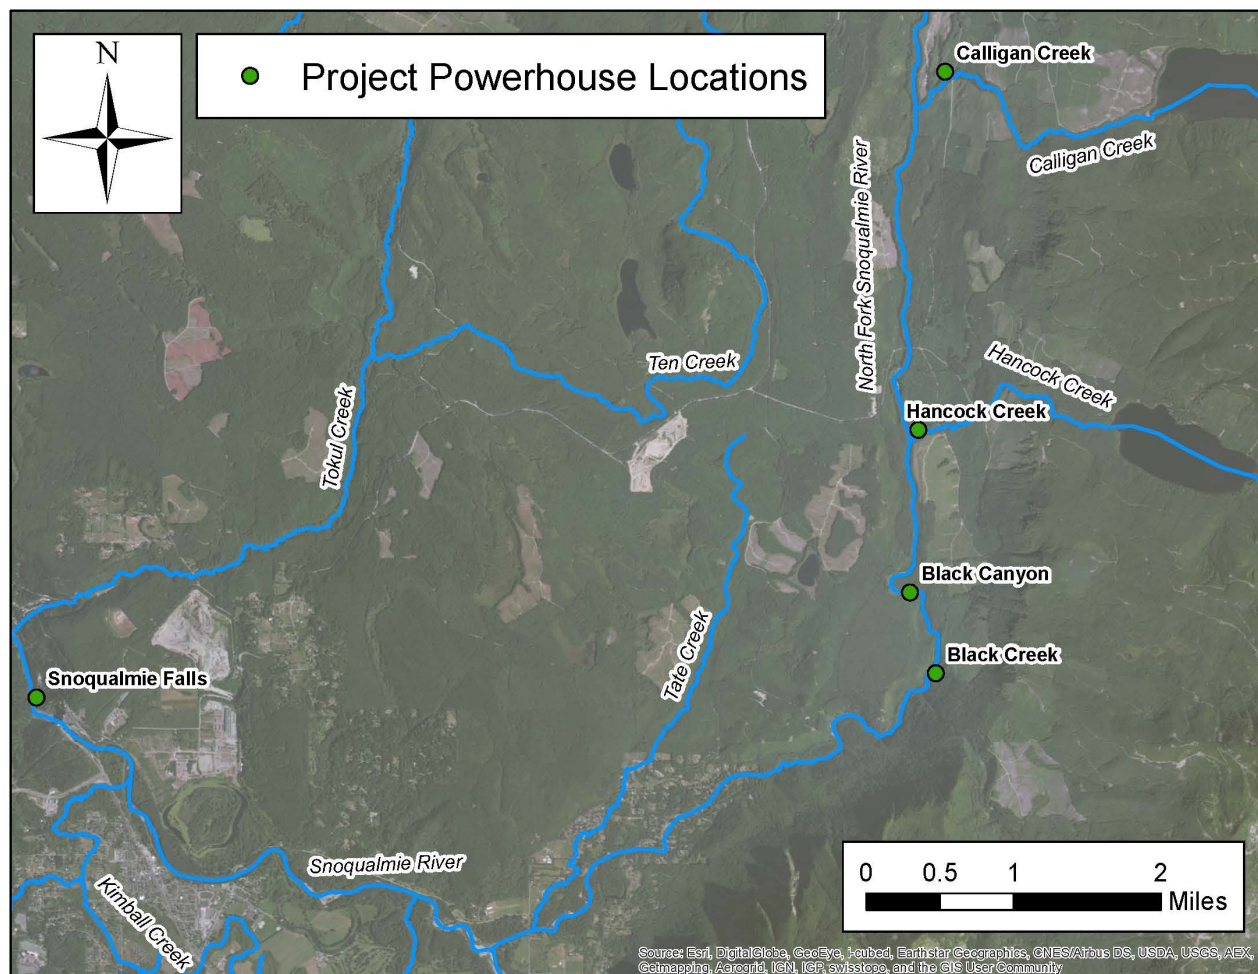 N
Project Powerhouse Locations
Calligan Creek
Calligan Creek
North Fork Snoqualmie River
Ten Creek
Hancock Creek
Hancock Creek
Tokul Creek
Black Canyon
Tate Creek
Black Creek
Snoqualmie Falls
Snoqualmie River
Kimball Creek
0 0.5 1 2
Miles
Source: Esri, DigitalGlobe, GeoEye, i-cubed, Earthstar Geographics, CNES/Airbus DS, USDA, USGS, AEX,
Getmapping, Aerogrid, IGN, IGP, swisstopo, and the GIS User Community